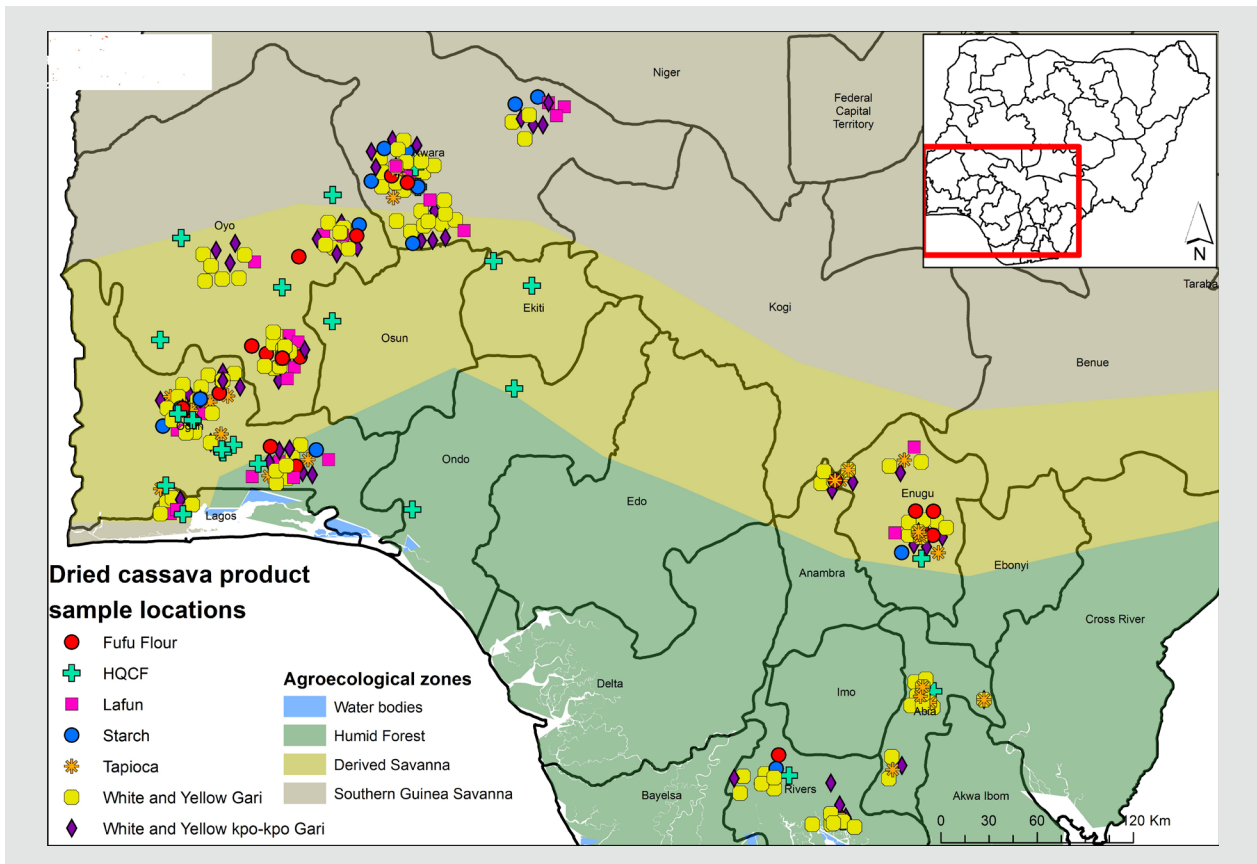 Niger
Federal
Capital
Territory
Kwara
N
Oyo
Taraba
Kogi
Ekiti
Osun
Benue
Ogun
Ondo
Edo
Enugu
Lagos
Anambra
Ebonyi
Cross River
Dried cassava product
sample locations
Fufu Flour
HQCF
Lafun
Starch
Tapioca
White and Yellow Gari
White and Yellow kpo-kpo Gari
Agroecological zones
Water bodies
Humid Forest
Derived Savanna
Southern Guinea Savanna
Delta
Imo
Abia
Bayelsa
Rivers
Akwa Ibom
0 30 60 120 Km